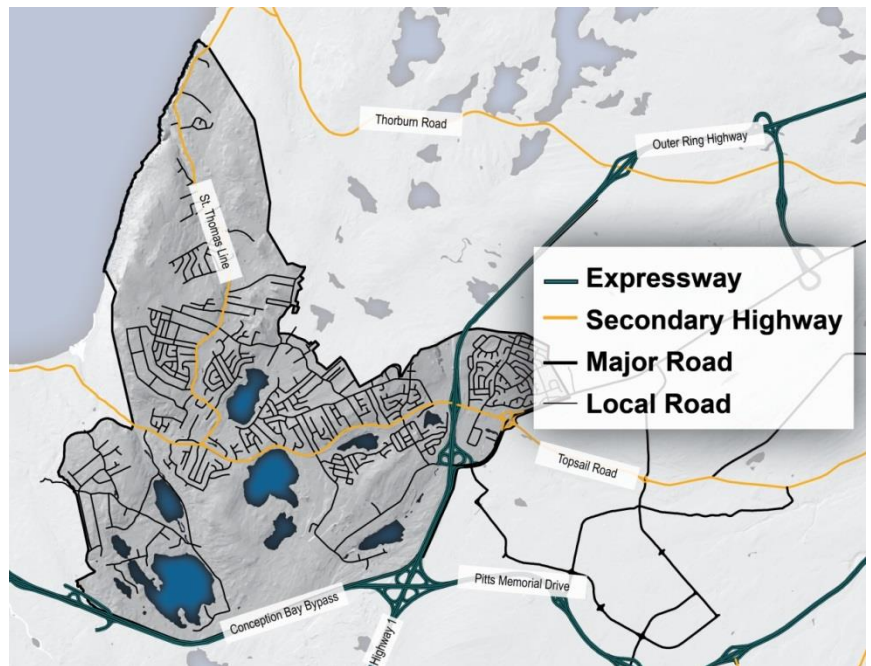 Thorburn Road
Outer Ring Highway
St. Thomas Line
Expressway
Secondary Highway
Major Road
Local Road
Topsail Road
Pitts Memorial Drive
Conception Bay Bypass
Highway 1